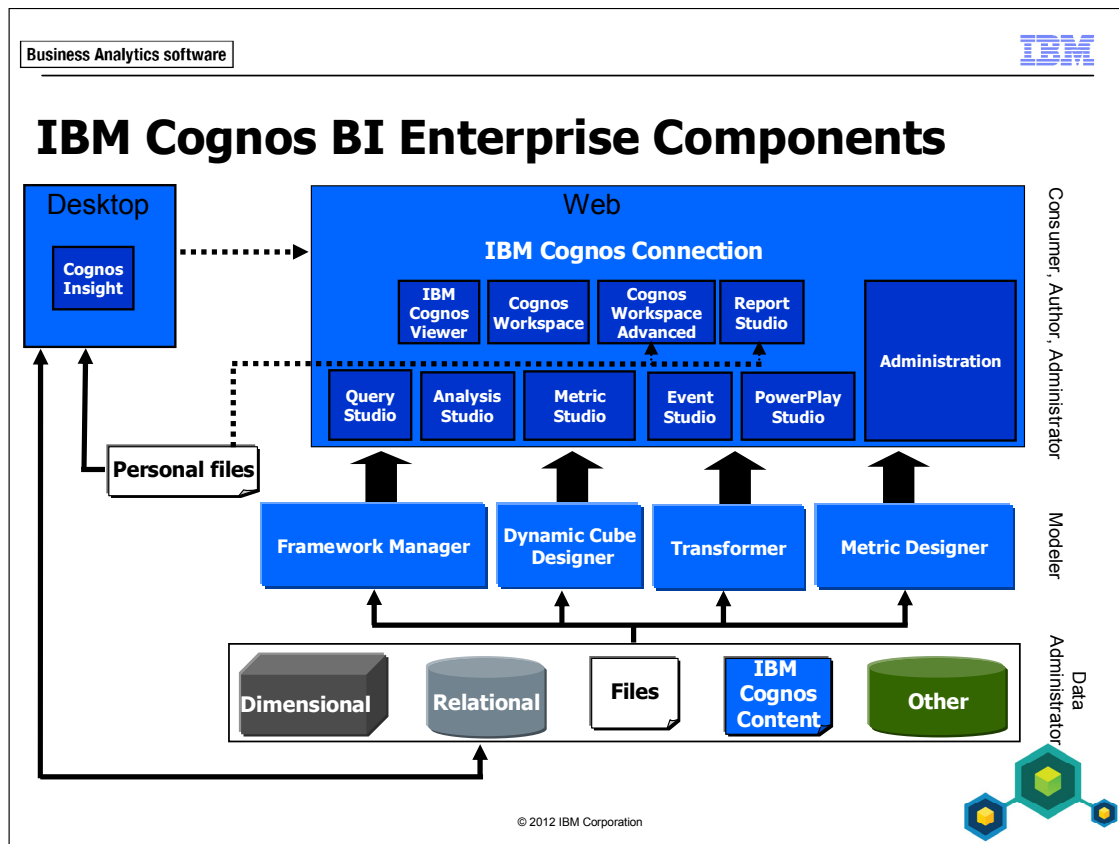 Business Analytics software
IBM
IBM Cognos BI Enterprise Components
Desktop
Cognos
Insight
Web
IBM Cognos Connection
IBM
Cognos
Viewer
Cognos
Workspace
Cognos
Workspace
Advanced
Report
Studio
Administration
Query
Studio
Analysis
Studio
Metric
Studio
Event
Studio
PowerPlay
Studio
Consumer, Author, Administrator
Personal files
Framework Manager
Dynamic Cube
Designer
Transformer
Metric Designer
Modeler
Dimensional
Relational
Files
IBM
Cognos
Content
Other
Data
Administrator
© 2012 IBM Corporation